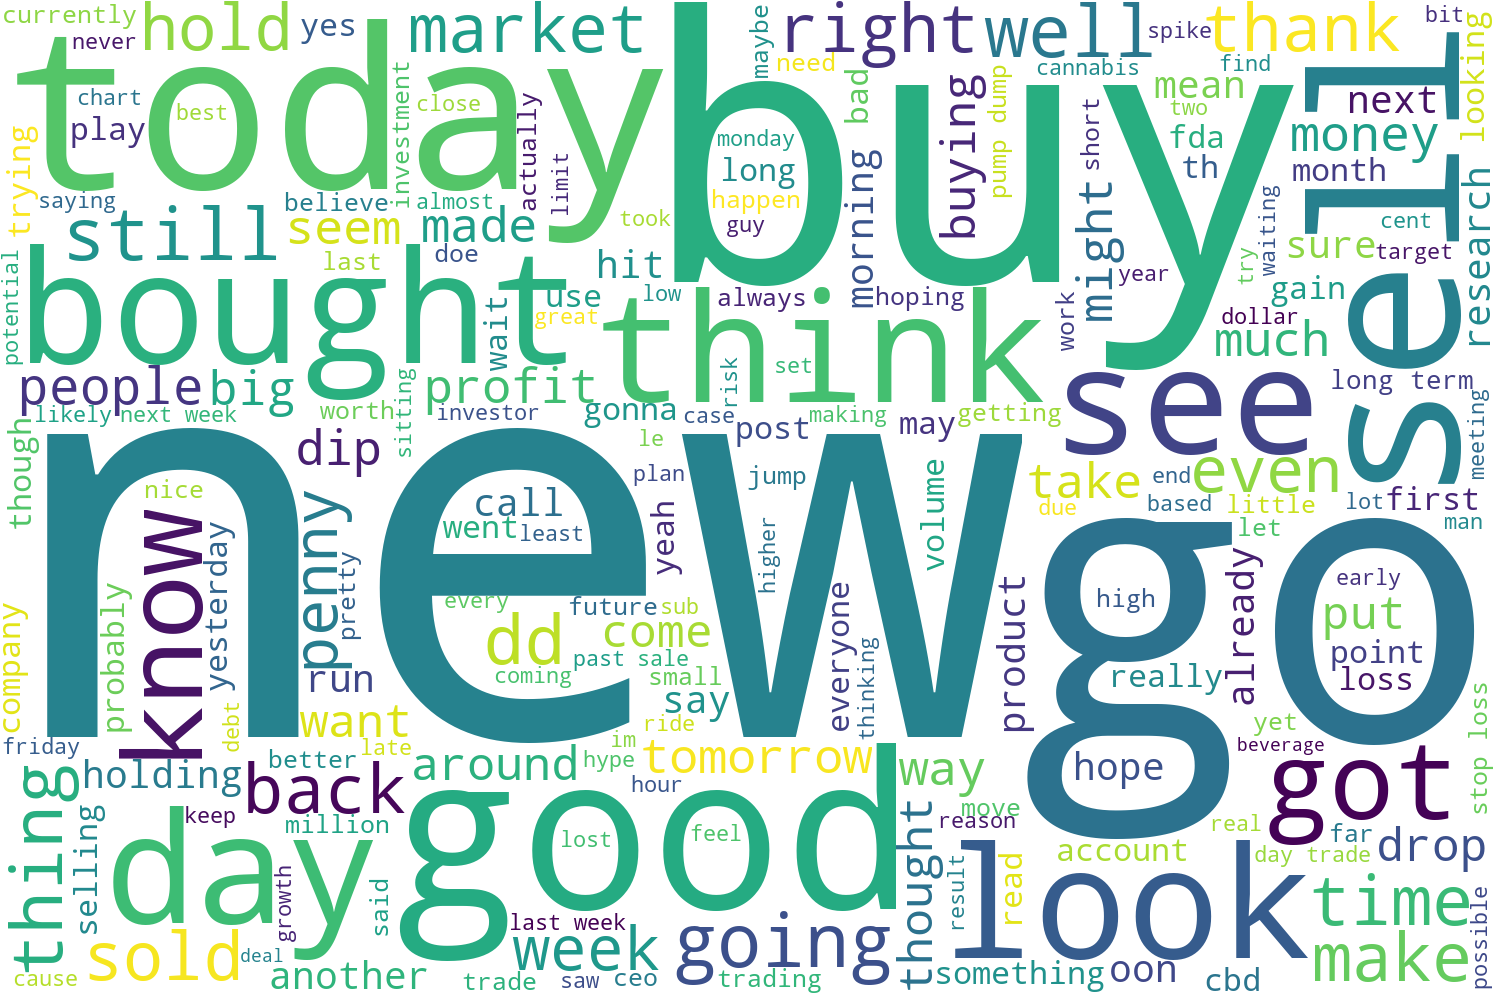 currently
never
hold
yes
market
maybe
right
need
well
spike
thank
bit
today
buy
sell
chart
best
play
investment
close
actually
bad
monday
long
pump dump
cannabis
find
mean
two
fda
th
next
money
month
looking
trying
saying
believe
almost
limit
took
happen
guy
morning
buying
short
might
waiting
cent
sure
target
research
still
seem
made
last
doe
hit
low
use
great
wait
always
hoping
year
work
try
gain
dollar
much
potential
bought
think
set
risk
see
long term
people
big
profit
likely
next week
worth
sitting
investor
gonna
case
making
getting
post
may
le
though
dip
nice
call
plan
jump
take
end
even
based
lot
first
meeting
due
little
man
let
new
go
know
yesterday
penny
pretty
went
least
yeah
higher
volume
high
early
every
future
sub
dd
come
everyone
product
already
put
company
probably
past sale
coming
small
thinking
really
point
loss
run
say
debt
want
ride
yet
stop loss
friday
late
im
beverage
holding
better
around
hype
tomorrow
way
hope
got
back
hour
keep
million
good
move
reason
real
far
drop
thing
selling
day
lost
feel
thought
account
day trade
look
read
result
time
growth
said
last week
sold
deal
week
going
something
oon
cbd
make
possible
cause
another
trade
saw
ceo
trading